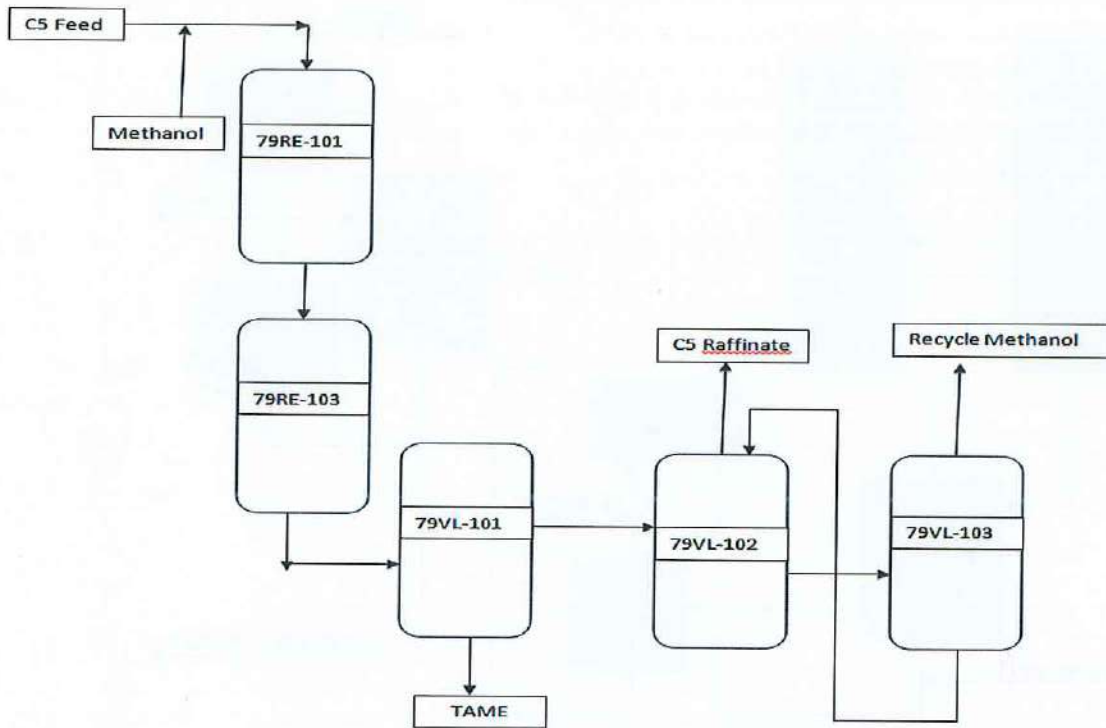 C5 Feed
Methanol
79RE-101
79RE-103
C5 Raffinate
Recycle Methanol
79VL-101
79VL-102
79VL-103
TAME